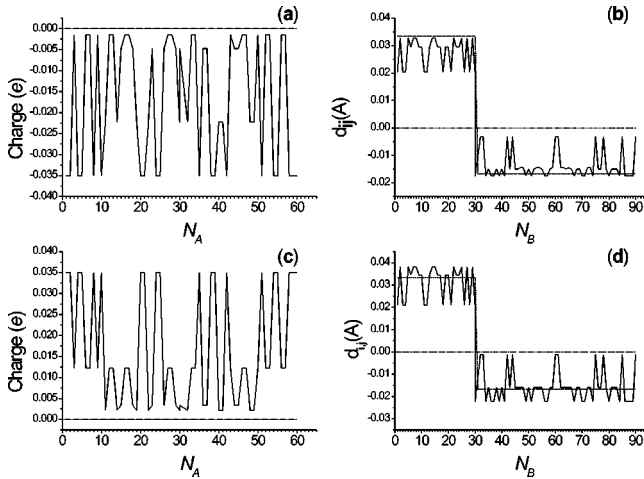 (a)
Charge (e)
0.000
-0.005
-0.010
-0.015
-0.020
-0.025
-0.030
-0.035
-0.040
0 10 20 30 40 50 60
N_A
(b)
d_ij(A)
0.04
0.03
0.02
0.01
0.00
-0.01
-0.02
0 10 20 30 40 50 60 70 80 90
N_B
(c)
Charge (e)
0.040
0.035
0.030
0.025
0.020
0.015
0.010
0.005
0.000
0 10 20 30 40 50 60
N_A
(d)
d_i,j(A)
0.04
0.03
0.02
0.01
0.00
-0.01
-0.02
-0.03
0 10 20 30 40 50 60 70 80 90
N_B